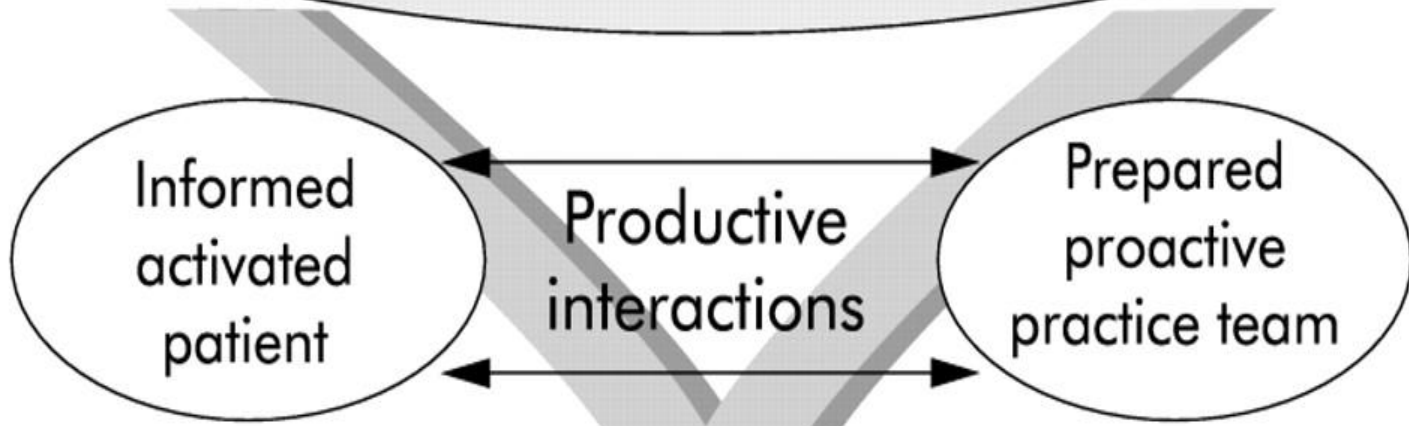 Informed
activated
patient
Productive
interactions
Prepared
proactive
practice team